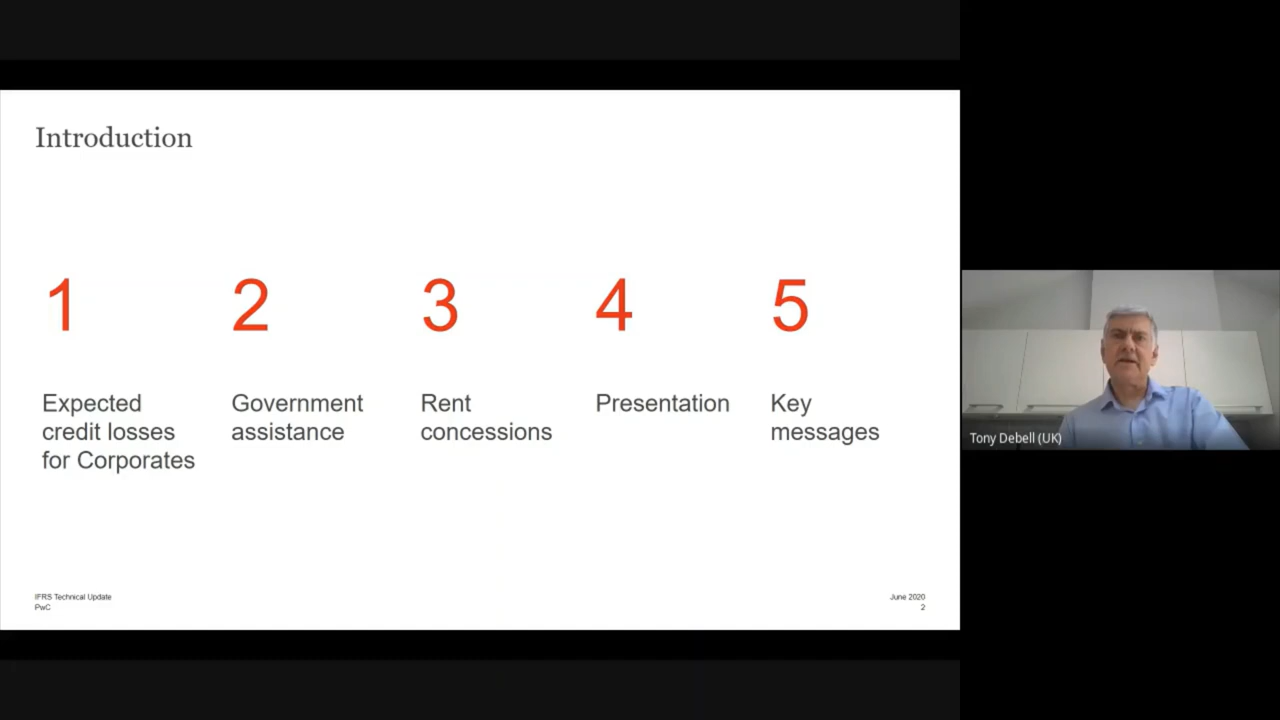 Introduction
1
2
3
4
5
Expected
credit losses
for Corporates
Government
assistance
Rent
concessions
Presentation
Key
messages
IFRS Technical Update
PwC
June 2020
2
Tony Debell (UK)